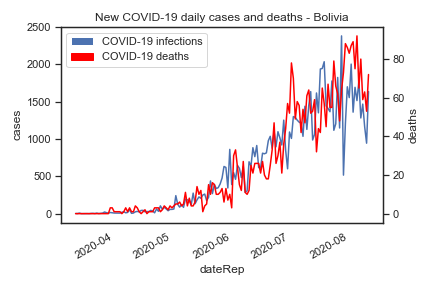 New COVID-19 daily cases and deaths - Bolivia
COVID-19 infections
COVID-19 deaths
2500
2000
1500
1000
500
0
cases
80
60
40
20
0
deaths
2020-04
2020-05
2020-06
2020-07
2020-08
dateRep